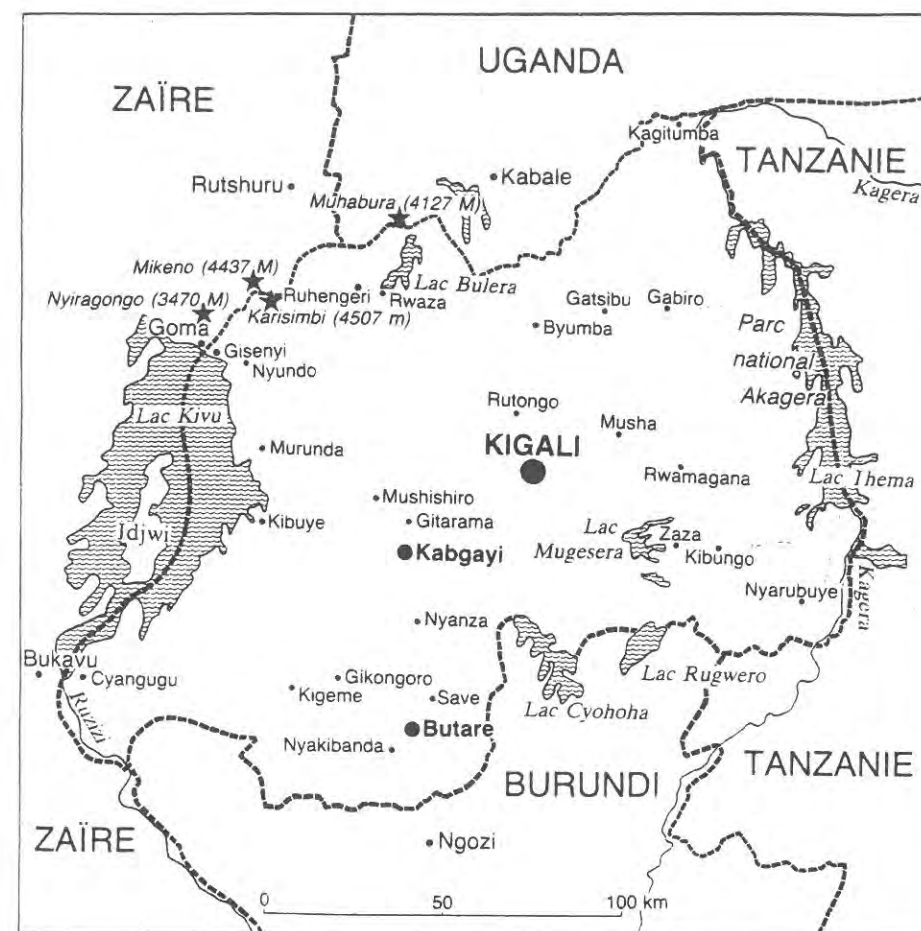 UGANDA
ZAÏRE
Kagitumba
TANZANIE
Kagera
Rutshuru
Kabale
Muhabura (4127 M)
Mikeno (4437 M)
Lac Bulera
Nyiragongo (3470 M)
Ruhengeri
Rwaza
Karisimbi (4507 m)
Gatsibu
Gabiro
Byumba
Goma
Gisenyi
Nyundo
Parc
national
Akagera
Lac Kivu
Rutongo
Musha
Murunda
KIGALI
Rwamagana
Lac Ihema
Mushishiro
Kibuye
Gitarama
Idjwi
Lac
Mugesera
Zaza
Kibungo
Kabgayi
Nyarubuye
Kagera
Nyanza
Bukavu
Cyangugu
Gikongoro
Kigeme
Save
Lac Rugwero
Lac Cyohoha
Ruzizi
Butare
Nyakibanda
BURUNDI
TANZANIE
ZAÏRE
Ngozi
0 50 100 km